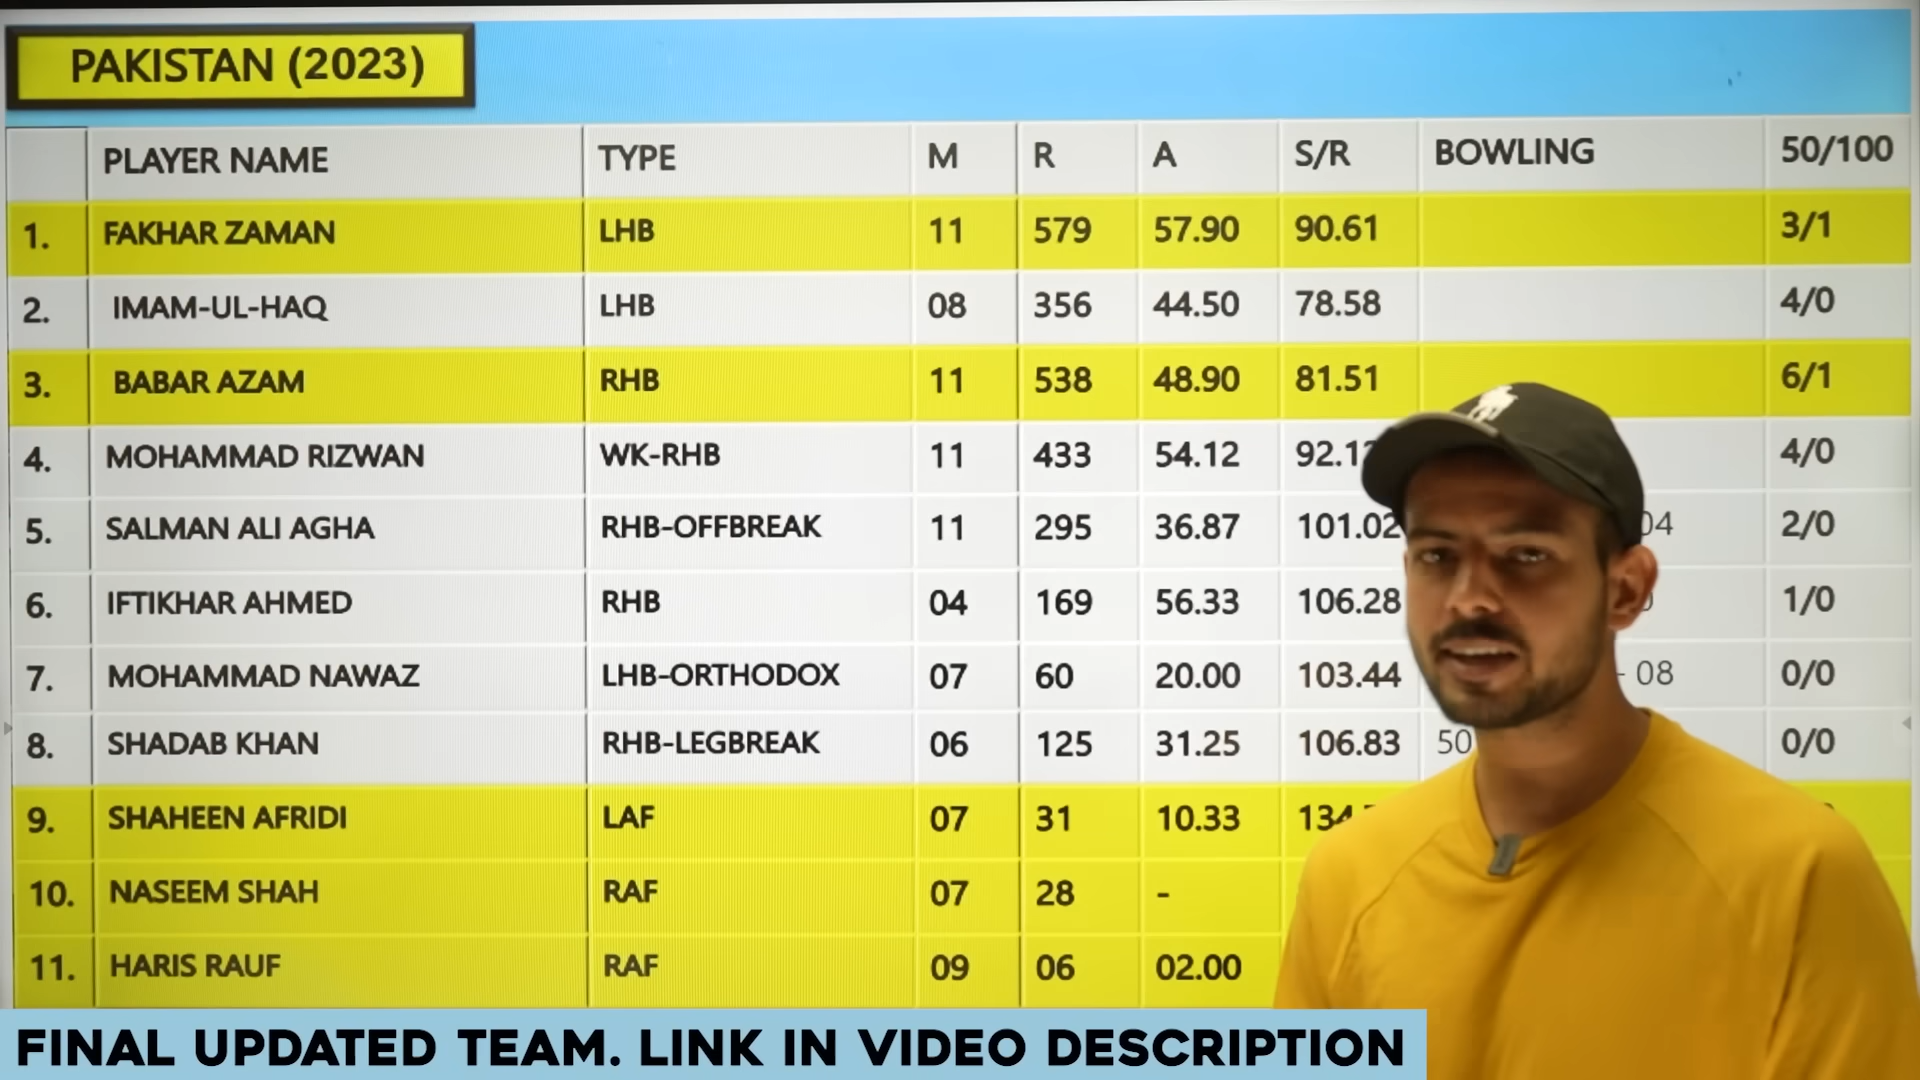 PAKISTAN (2023)
PLAYER NAME TYPE M R A S/R BOWLING 50/100
1. FAKHAR ZAMAN LHB 11 579 57.90 90.61 3/1
2. IMAM-UL-HAQ LHB 08 356 44.50 78.58 4/0
3. BABAR AZAM RHB 11 538 48.90 81.51 6/1
4. MOHAMMAD RIZWAN WK-RHB 11 433 54.12 4/0
5. SALMAN ALI AGHA RHB-OFFBREAK 11 295 36.87 101.02 04 2/0
6. IFTIKHAR AHMED RHB 04 169 56.33 106.28 1/0
7. MOHAMMAD NAWAZ LHB-ORTHODOX 07 60 20.00 103.44 - 08 0/0
8. SHADAB KHAN RHB-LEGBREAK 06 125 31.25 106.83 50 0/0
9. SHAHEEN AFRIDI LAF 07 31 10.33
10. NASEEM SHAH RAF 07 28 -
11. HARIS RAUF RAF 09 06 02.00
FINAL UPDATED TEAM. LINK IN VIDEO DESCRIPTION